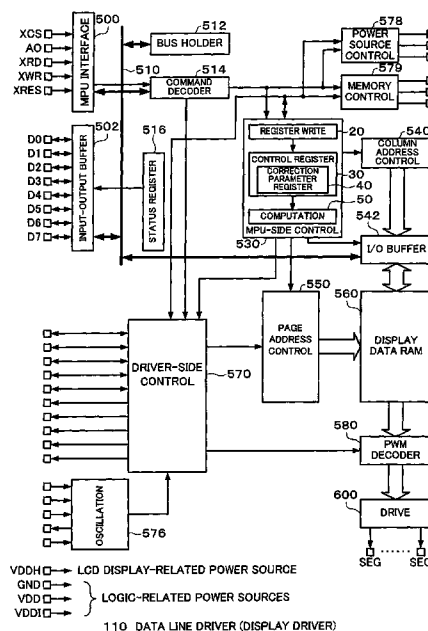 XCS
AO
XRD
XWR
XRES
MPU INTERFACE
500
510
512
BUS HOLDER
514
COMMAND DECODER
578
POWER SOURCE CONTROL
579
MEMORY CONTROL
D0
D1
D2
D3
D4
D5
D6
D7
INPUT-OUTPUT BUFFER
502
516
STATUS REGISTER
REGISTER WRITE
20
CONTROL REGISTER
30
CORRECTION PARAMETER REGISTER
40
COMPUTATION
50
MPU-SIDE CONTROL
530
540
COLUMN ADDRESS CONTROL
542
I/O BUFFER
550
PAGE ADDRESS CONTROL
560
DISPLAY DATA RAM
DRIVER-SIDE CONTROL
570
580
PWM DECODER
OSCILLATION
576
600
DRIVE
SEG
SEG
VDDH
LCD DISPLAY-RELATED POWER SOURCE
GND
VDD
VDDI
LOGIC-RELATED POWER SOURCES
110 DATA LINE DRIVER (DISPLAY DRIVER)